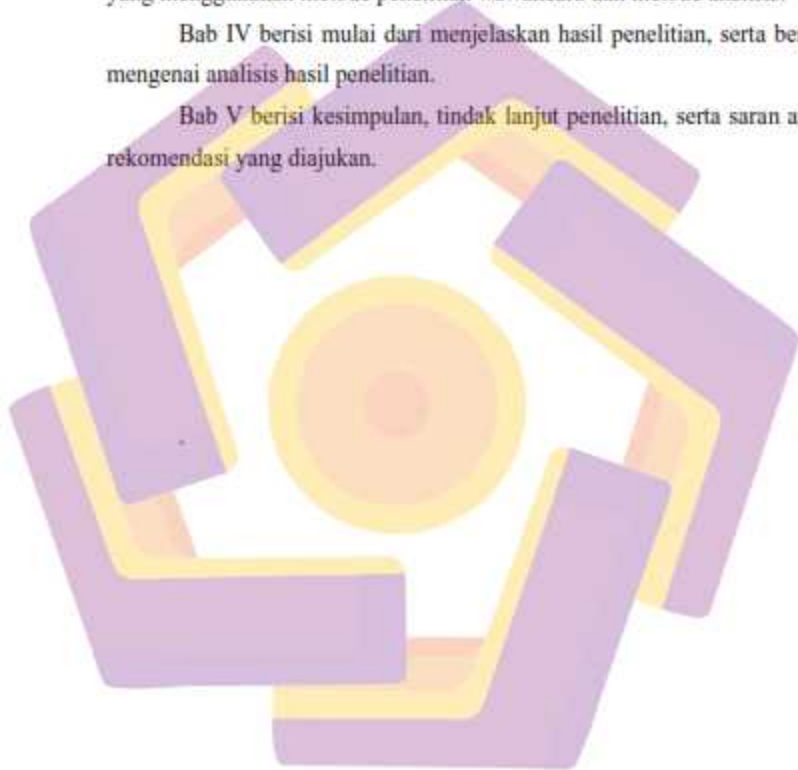 Bab IV berisi mulai dari menjelaskan hasil penelitian, serta
mengenai analisis hasil penelitian.
Bab V berisi kesimpulan, tindak lanjut penelitian, serta saran
rekomendasi yang diajukan.